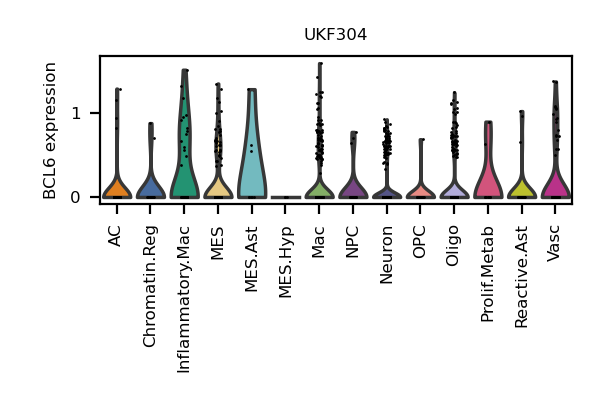 UKF304
BCL6 expression
1
0
AC
Chromatin.Reg
Inflammatory.Mac
MES
MES.Ast
MES.Hyp
Mac
NPC
Neuron
OPC
Oligo
Prolif.Metab
Reactive.Ast
Vasc